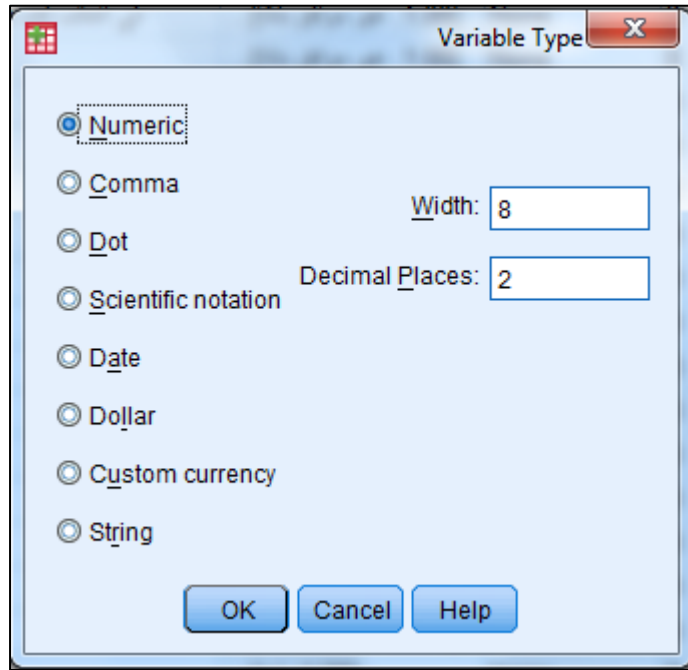 Variable Type
Numeric
Comma
Width: 8
Dot
Decimal Places: 2
Scientific notation
Date
Dollar
Custom currency
String
OK Cancel Help